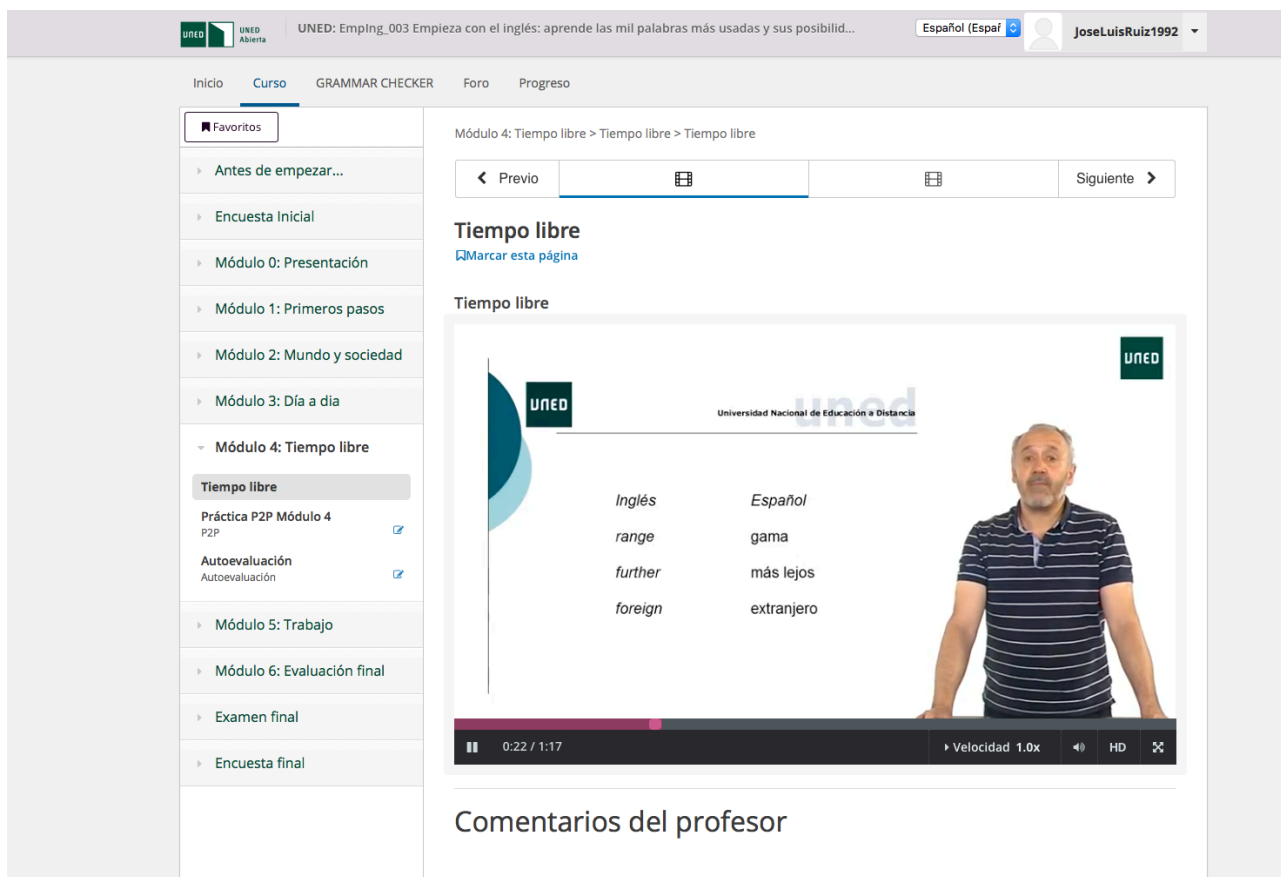 UNED
UNED
Abierta
UNED: EmpIng_003 Empieza con el inglés: aprende las mil palabras más usadas y sus posibilid...
Español (Españ
JoseLuisRuiz1992
Inicio Curso GRAMMAR CHECKER Foro Progreso
Favoritos
Antes de empezar...
Encuesta Inicial
Módulo 0: Presentación
Módulo 1: Primeros pasos
Módulo 2: Mundo y sociedad
Módulo 3: Día a dia
Módulo 4: Tiempo libre
Tiempo libre
Práctica P2P Módulo 4
P2P
Autoevaluación
Autoevaluación
Módulo 5: Trabajo
Módulo 6: Evaluación final
Examen final
Encuesta final
Módulo 4: Tiempo libre > Tiempo libre > Tiempo libre
Previo
Siguiente
Tiempo libre
Marcar esta página
Tiempo libre
UNED
UNED
uned
Universidad Nacional de Educación a Distancia
Inglés Español
range gama
further más lejos
foreign extranjero
0:22 / 1:17 Velocidad 1.0x HD
Comentarios del profesor